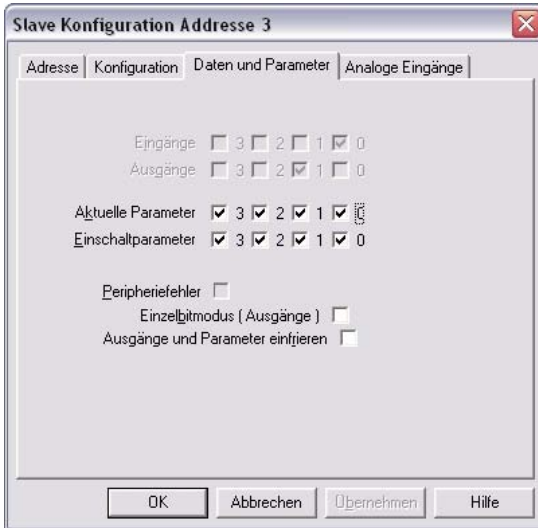 Slave Konfiguration Addresse 3
Adresse Konfiguration Daten und Parameter Analoge Eingänge
Eingänge 3 2 1 0
Ausgänge 3 2 1 0
Aktuelle Parameter 3 2 1 0
Einschaltparameter 3 2 1 0
Peripheriefehler
Einzelbitmodus ( Ausgänge )
Ausgänge und Parameter einfrieren
OK Abbrechen Übernehmen Hilfe